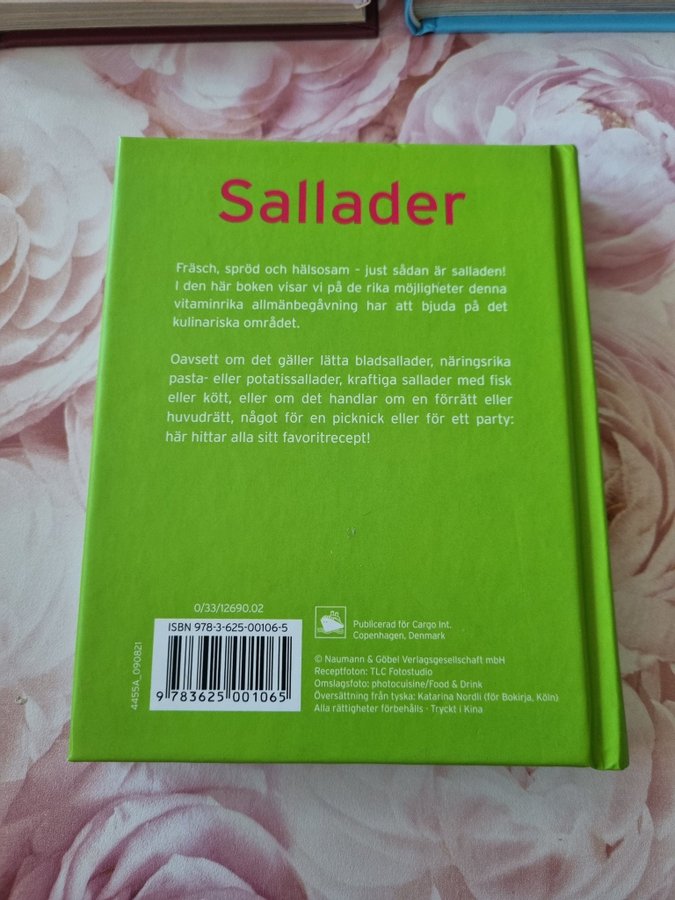 Sallader
Fräsch, spröd och hälsosam - just sådan är salladen!
I den här boken visar vi på de rika möjligheter denna
vitaminrika allmänbegåvning har att bjuda på det
kulinariska området.
Oavsett om det gäller lätta bladsallader, näringsrika
pasta- eller potatissallader, kraftiga sallader med fisk
eller kött, eller om det handlar om en förrätt eller
huvudrätt, något för en picknick eller för ett party:
här hittar alla sitt favoritrecept!
0/33/12690.02
ISBN 978-3-625-00106-5
9 783625 001065
4455A_090821
Publicerad för Cargo Int.
Copenhagen, Denmark
© Naumann & Göbel Verlagsgesellschaft mbH
Receptfoton: TLC Fotostudio
Omslagsfoto: photocuisine/Food & Drink
Översättning från tyska: Katarina Nordli (för Bokirja, Köln)
Alla rättigheter förbehålls · Tryckt i Kina